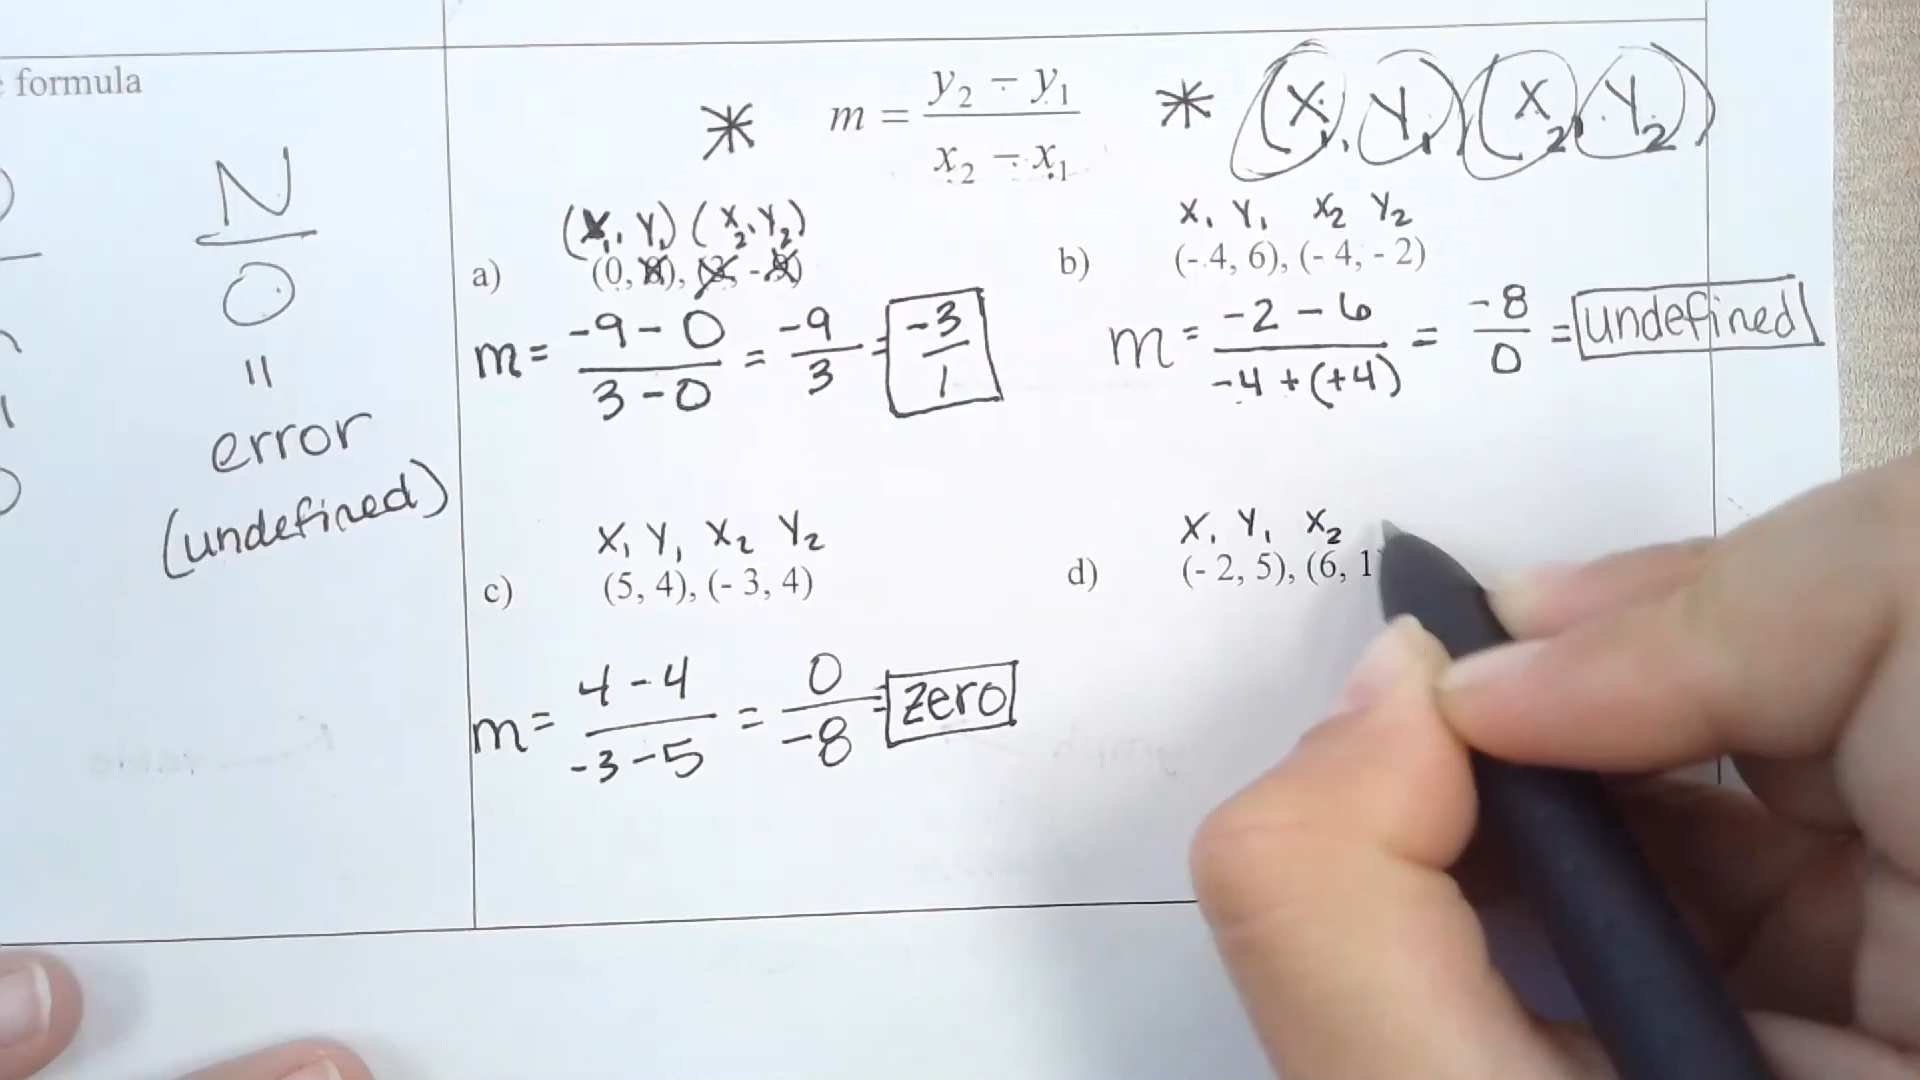 formula
m = y₂ − y₁ / x₂ − x₁
* * (X₁, Y₁) (X₂, Y₂)
N/0
=
error
(undefined)
(X₁, Y₁) (X₂, Y₂)
a) (0,
m = -9 - 0 / 3 - 0 = -9/3 = -3/1
X₁ Y₁ X₂ Y₂
b) (- 4, 6), (- 4, - 2)
m = -2 - 6 / -4 + (+4) = -8/0 = undefined
X₁ Y₁ X₂ Y₂
c) (5, 4), (- 3, 4)
m = 4 - 4 / -3 - 5 = 0/-8 = zero
X₁ Y₁ X₂
d) (- 2, 5), (6, 1